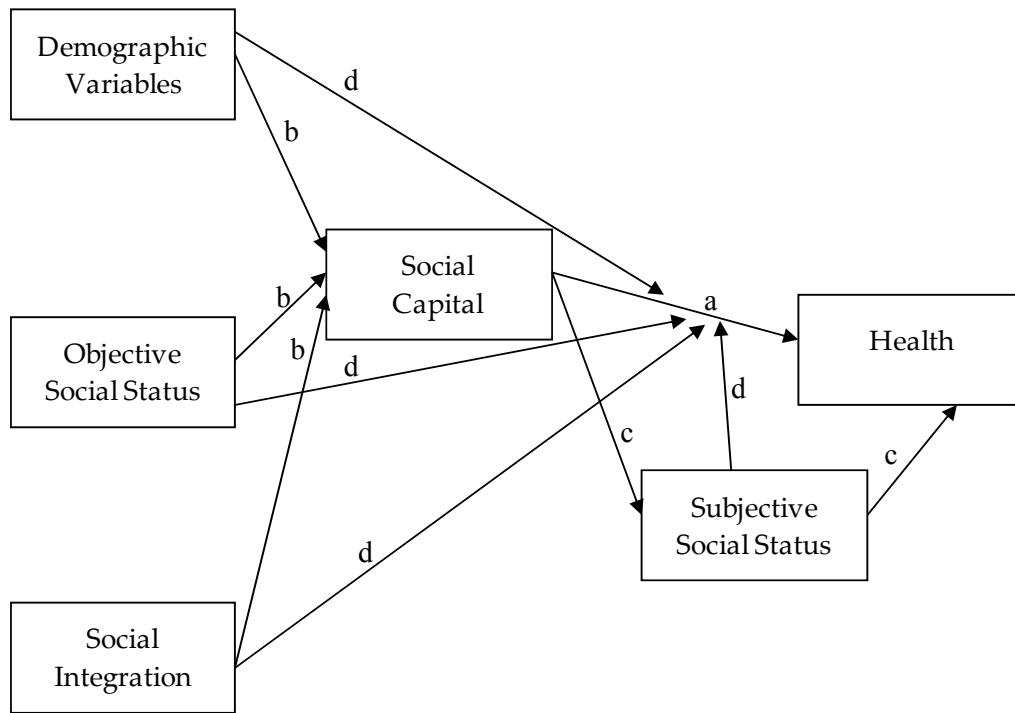 Demographic
Variables
d
b
Social
Capital
a
Health
b
Objective
Social Status
b
d
d
c
c
Subjective
Social Status
d
Social
Integration